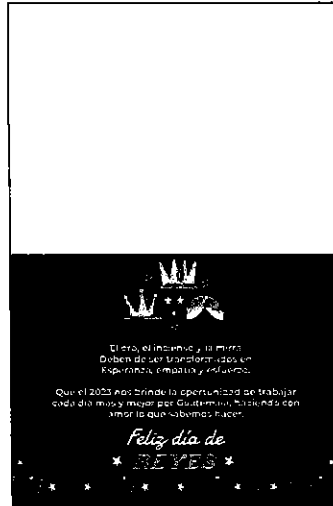 El oro, el incienso y la mirra
Deben de ser transformados en
Esperanza, empatía y esfuerzo.
Que el 2023 nos brinde la oportunidad de trabajar
cada día más y mejor por Guatemala, haciendo con
amor lo que sabemos hacer.
Feliz día de
REYES